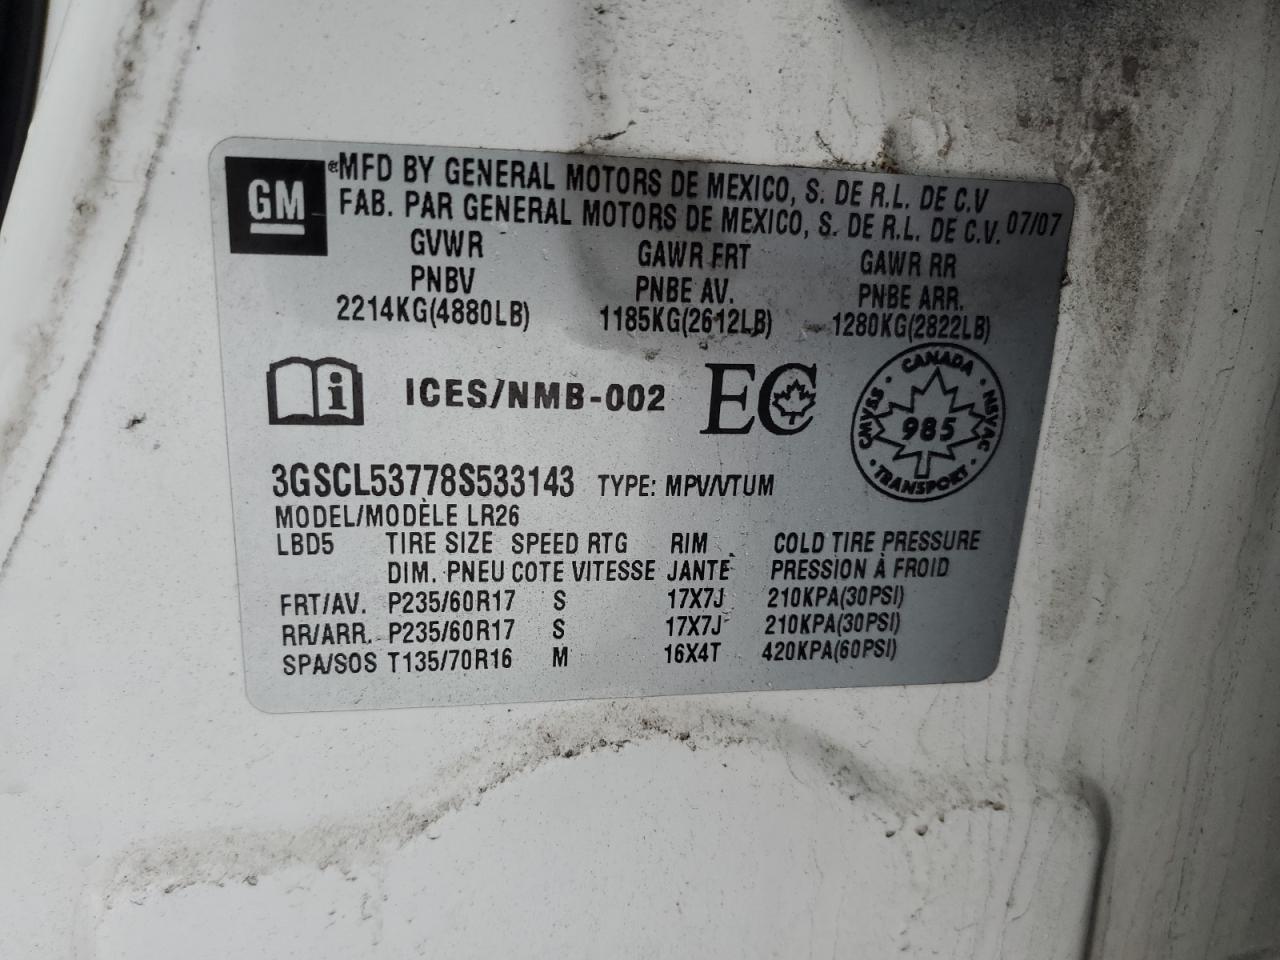 GM
®MFD BY GENERAL MOTORS DE MEXICO, S. DE R.L. DE C.V
FAB. PAR GENERAL MOTORS DE MEXICO, S. DE R.L. DE C.V. 07/07
GVWR GAWR FRT GAWR RR
PNBV PNBE AV. PNBE ARR.
2214KG(4880LB) 1185KG(2612LB) 1280KG(2822LB)
i ICES/NMB-002 EC
CANADA CMVSS NSVAC 985 TRANSPORT
3GSCL53778S533143 TYPE: MPV/VTUM
MODEL/MODÈLE LR26
LBD5 TIRE SIZE SPEED RTG RIM COLD TIRE PRESSURE
DIM. PNEU COTE VITESSE JANTE PRESSION À FROID
FRT/AV. P235/60R17 S 17X7J 210KPA(30PSI)
RR/ARR. P235/60R17 S 17X7J 210KPA(30PSI)
SPA/SOS T135/70R16 M 16X4T 420KPA(60PSI)